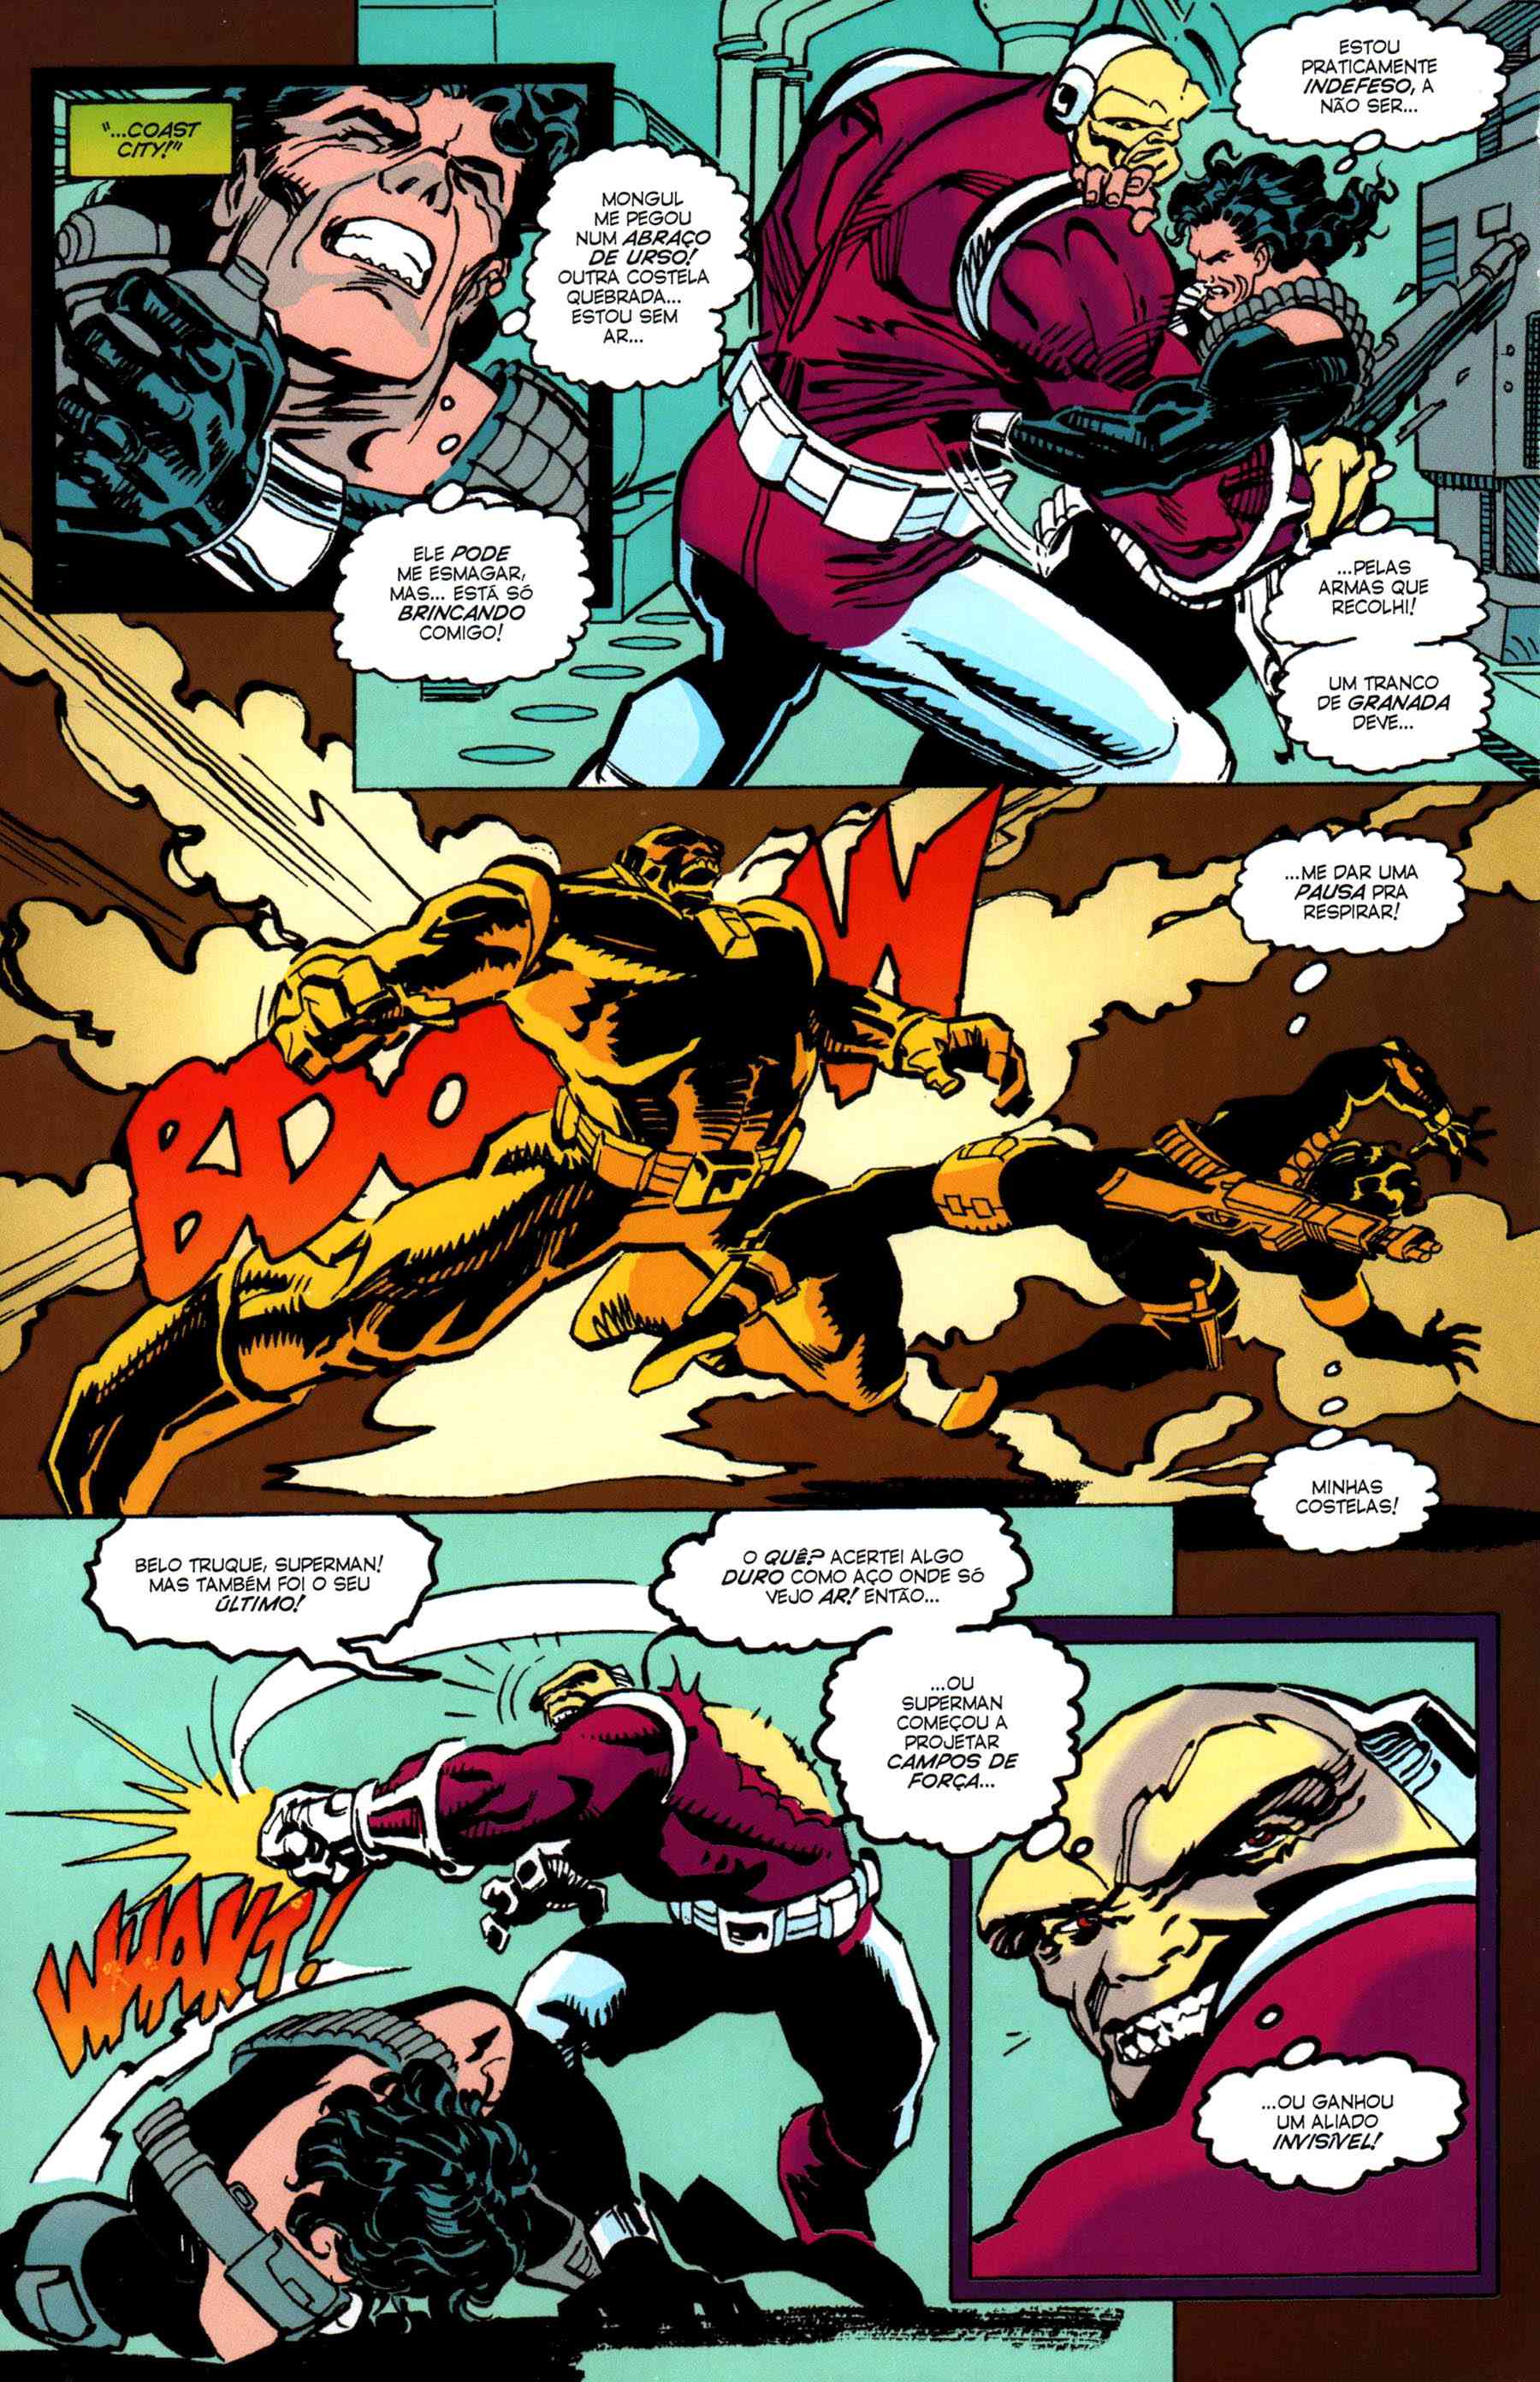 "...COAST
CITY!"
MONGUL
ME PEGOU
NUM ABRAÇO
DE URSO!
OUTRA COSTELA
QUEBRADA...
ESTOU SEM
AR...
ELE PODE
ME ESMAGAR,
MAS... ESTÁ SÓ
BRINCANDO
COMIGO!
ESTOU
PRATICAMENTE
INDEFESO, A
NÃO SER...
...PELAS
ARMAS QUE
RECOLHI!
UM TRANCO
DE GRANADA
DEVE...
BDOOW
...ME DAR UMA
PAUSA PRA
RESPIRAR!
MINHAS
COSTELAS!
BELO TRUQUE, SUPERMAN!
MAS TAMBÉM FOI O SEU
ÚLTIMO!
WHAKT!
O QUÊ? ACERTEI ALGO
DURO COMO AÇO ONDE SÓ
VEJO AR! ENTÃO...
...OU
SUPERMAN
COMEÇOU A
PROJETAR
CAMPOS DE
FORÇA...
...OU GANHOU
UM ALIADO
INVISÍVEL!